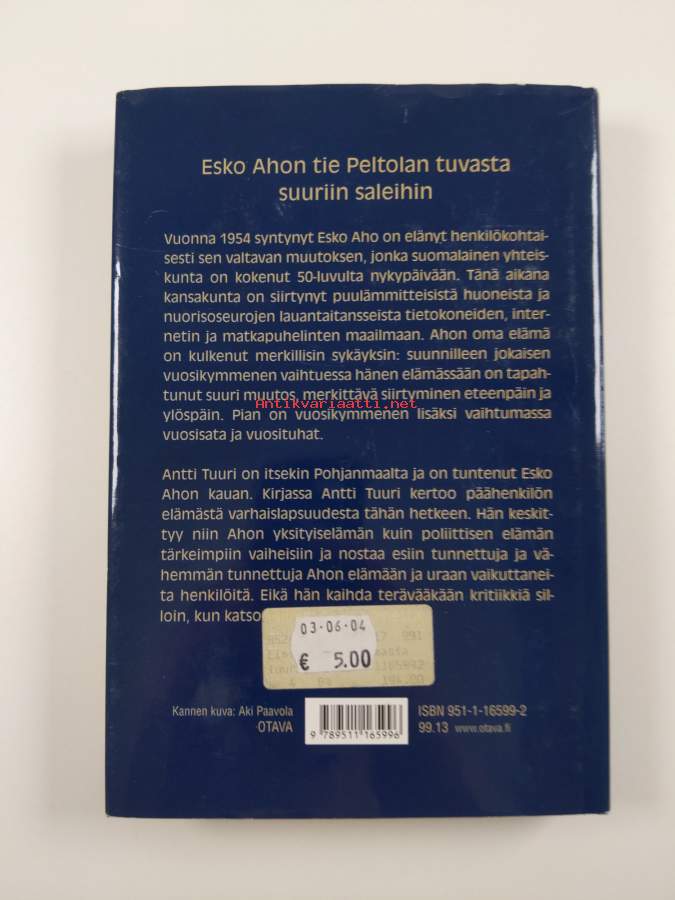 Esko Ahon tie Peltolan tuvasta
suuriin saleihin
Vuonna 1954 syntynyt Esko Aho on elänyt henkilökohtai-
sesti sen valtavan muutoksen, jonka suomalainen yhteis-
kunta on kokenut 50-luvulta nykypäivään. Tänä aikana
kansakunta on siirtynyt puulämmitteisistä huoneista ja
nuorisoseurojen lauantaitansseista tietokoneiden, inter-
netin ja matkapuhelinten maailmaan. Ahon oma elämä
on kulkenut merkillisin sykäyksin: suunnilleen jokaisen
vuosikymmenen vaihtuessa hänen elämässään on tapah-
tunut suuri muutos, merkittävä siirtyminen eteenpäin ja
Antikvariaatti.net
ylöspäin. Pian on vuosikymmenen lisäksi vaihtumassa
vuosisata ja vuosituhat.
Antti Tuuri on itsekin Pohjanmaalta ja on tuntenut Esko
Ahon kauan. Kirjassa Antti Tuuri kertoo päähenkilön
elämästä varhaislapsuudesta tähän hetkeen. Hän keskit-
tyy niin Ahon yksityiselämän kuin poliittisen elämän
tärkeimpiin vaiheisiin ja nostaa esiin tunnettuja ja vä-
hemmän tunnettuja Ahon elämään ja uraan vaikuttanei-
ta henkilöitä. Eikä hän kaihda terävääkään kritiikkiä sil-
loin, kun katso
03-06-04
€ 5.00
194.00
Kannen kuva: Aki Paavola
OTAVA
9 789511 165996
ISBN 951-1-16599-2
99.13 www.otava.fi